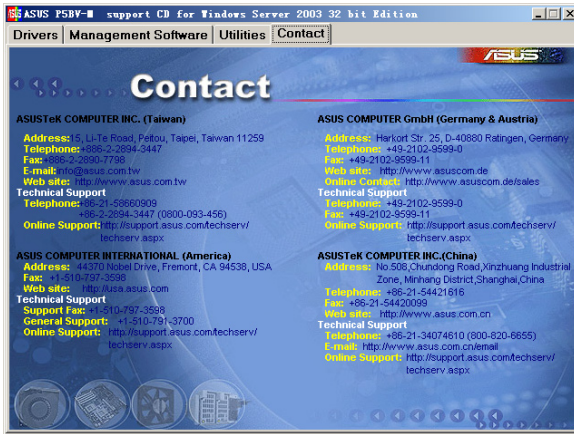 ASUS P5BV-M support CD for Windows Server 2003 32 bit Edition
Drivers Management Software Utilities Contact
ASUS
Contact
ASUSTeK COMPUTER INC. (Taiwan)
Address:15, Li-Te Road, Peitou, Taipei, Taiwan 11259
Telephone:+886-2-2894-3447
Fax:+886-2-2890-7798
E-mail:info@asus.com.tw
Web site: http://www.asus.com.tw
Technical Support
Telephone:+86-21-58660909
+86-2-2894-3447 (0800-093-456)
Online Support:http://support.asus.com/techserv/
techserv.aspx
ASUS COMPUTER INTERNATIONAL (America)
Address: 44370 Nobel Drive, Fremont, CA 94538, USA
Fax: +1-510-797-3598
Web site: http://usa.asus.com
Technical Support
Support Fax: +1-510-797-3598
General Support: +1-510-791-3700
Online Support: http://support.asus.com/techserv/
techserv.aspx
ASUS COMPUTER GmbH (Germany & Austria)
Address: Harkort Str. 25, D-40880 Ratingen, Germany
Telephone: +49-2102-9599-0
Fax: +49-2102-9599-11
Web site: http://www.asuscom.de
Online Contact: http://www.asuscom.de/sales
Technical Support
Telephone: +49-2102-9599-0
Fax: +49-2102-9599-11
Online Support: http://support.asus.com/techserv/
techserv.aspx
ASUSTeK COMPUTER INC.(China)
Address: No.508,Chundong Road,Xinzhuang Industrial
Zone, Minhang District,Shanghai,China
Telephone: +86-21-54421616
Fax: +86-21-54420099
Web site: http://www.asus.com.cn
Technical Support
Telephone: +86-21-34074610 (800-820-6655)
E-mail: http://www.asus.com.cn/email
Online Support: http://support.asus.com/techserv/
techserv.aspx